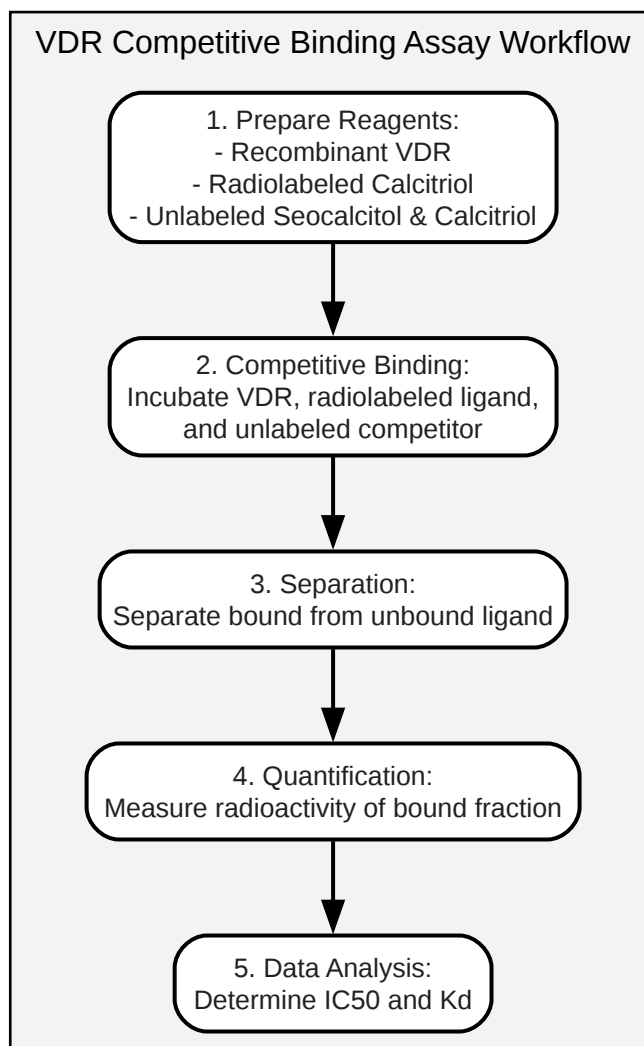 VDR Competitive Binding Assay Workflow
1. Prepare Reagents:
- Recombinant VDR
- Radiolabeled Calcitriol
- Unlabeled Seocalcitol & Calcitriol
2. Competitive Binding:
Incubate VDR, radiolabeled ligand,
and unlabeled competitor
3. Separation:
Separate bound from unbound ligand
4. Quantification:
Measure radioactivity of bound fraction
5. Data Analysis:
Determine IC50 and Kd